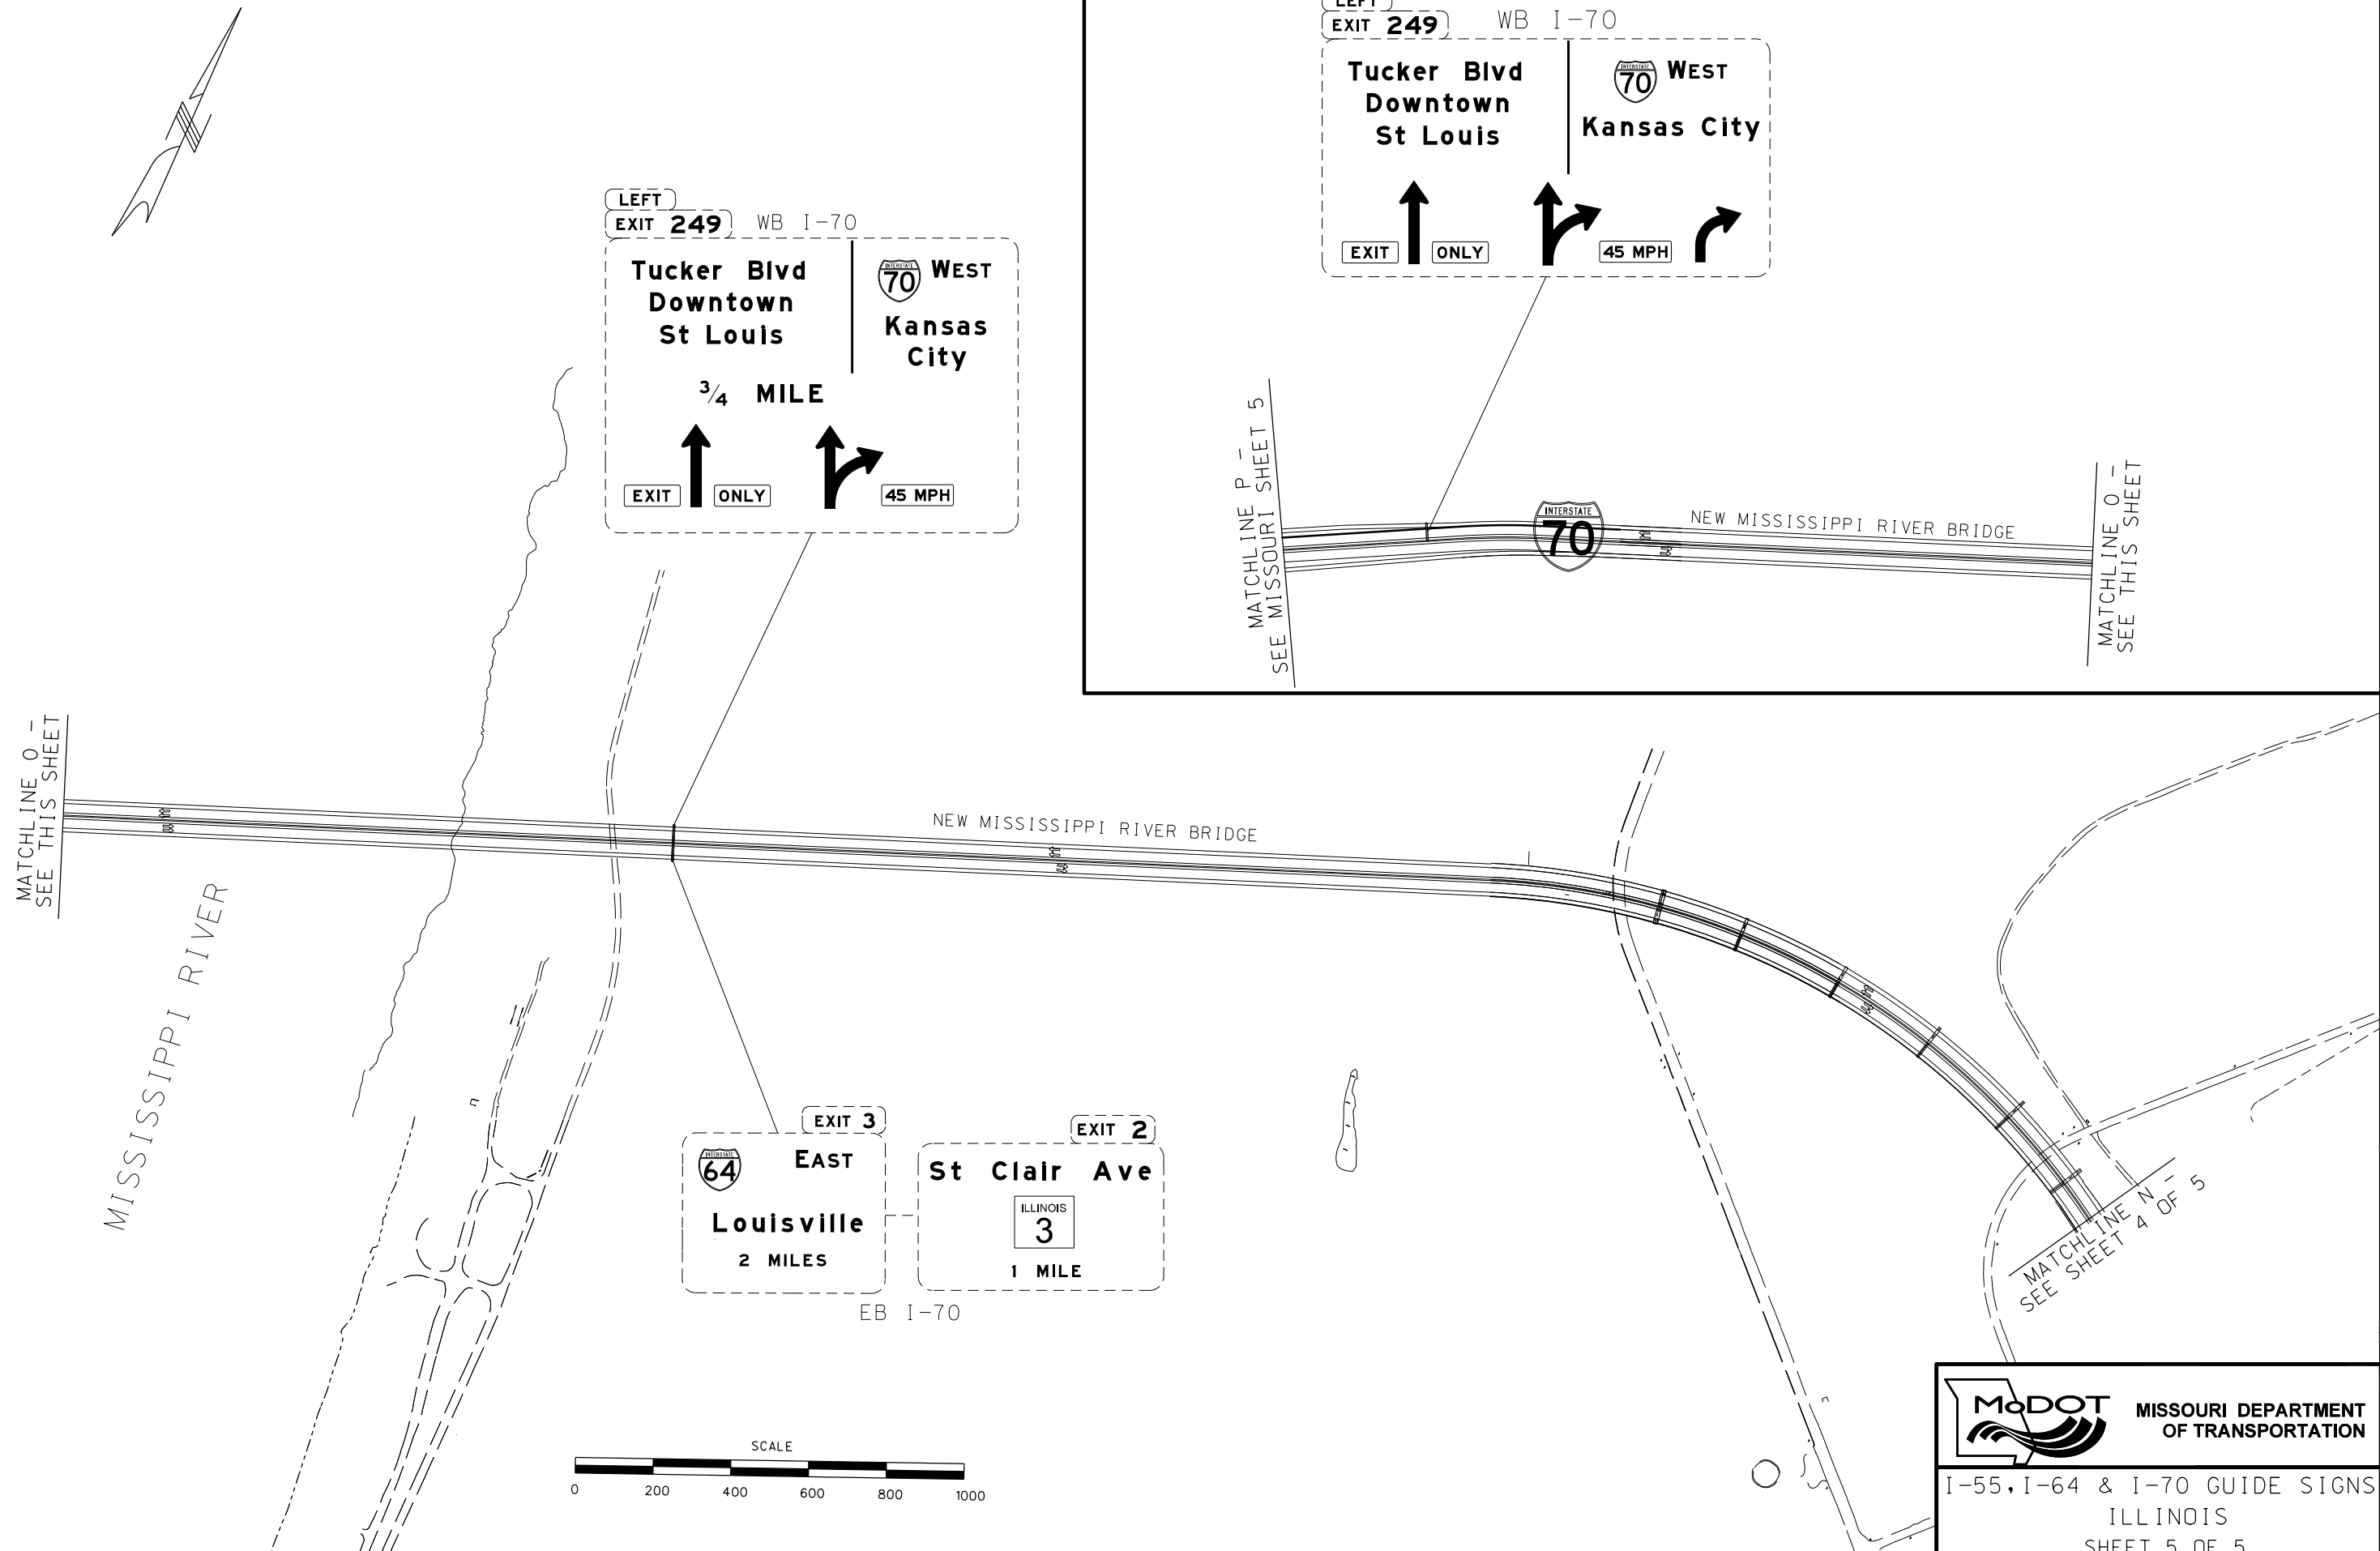 LEFT
EXIT 249 WB I-70
Tucker Blvd
Downtown
St Louis
INTERSTATE
70 WEST
Kansas City
EXIT ONLY 45 MPH
MATCHLINE P -
SEE MISSOURI SHEET 5
INTERSTATE
70
NEW MISSISSIPPI RIVER BRIDGE
MATCHLINE O -
SEE THIS SHEET
LEFT
EXIT 249 WB I-70
Tucker Blvd
Downtown
St Louis
INTERSTATE
70 WEST
Kansas
City
3/4 MILE
EXIT ONLY 45 MPH
MATCHLINE O -
SEE THIS SHEET
NEW MISSISSIPPI RIVER BRIDGE
MISSISSIPPI RIVER
EXIT 3
INTERSTATE
64 EAST
Louisville
2 MILES
EXIT 2
St Clair Ave
ILLINOIS
3
1 MILE
EB I-70
MATCHLINE N -
SEE SHEET 4 OF 5
SCALE
0 200 400 600 800 1000
MoDOT
MISSOURI DEPARTMENT
OF TRANSPORTATION
I-55, I-64 & I-70 GUIDE SIGNS
ILLINOIS
SHEET 5 OF 5